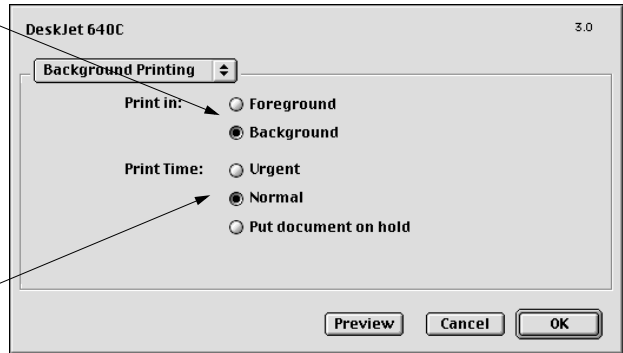 DeskJet 640C 3.0
Background Printing
Print in: Foreground
Background
Print Time: Urgent
Normal
Put document on hold
Preview Cancel OK